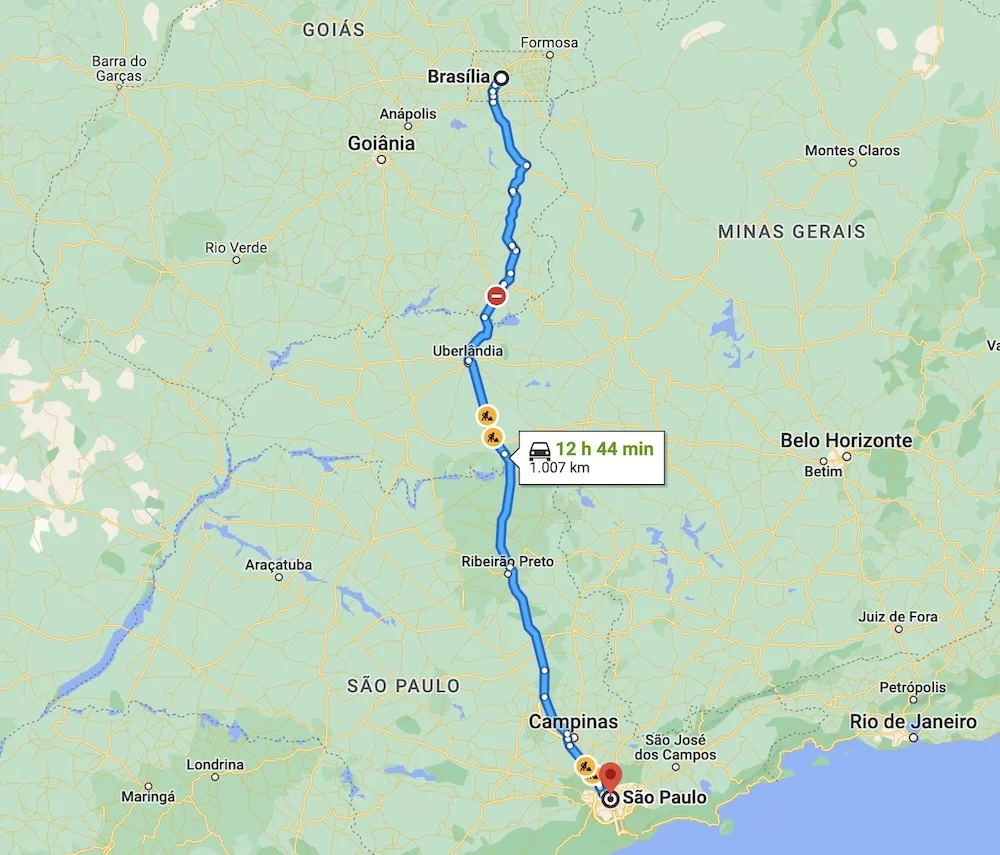 GOIÁS
Formosa
Barra do
Garças
Brasília
Anápolis
Goiânia
Montes Claros
MINAS GERAIS
Rio Verde
Uberlândia
Va
12 h 44 min
1.007 km
Belo Horizonte
Betim
Ribeirão Preto
Araçatuba
Juiz de Fora
SÃO PAULO
Petrópolis
Campinas
Rio de Janeiro
São José
dos Campos
Londrina
Maringá
São Paulo